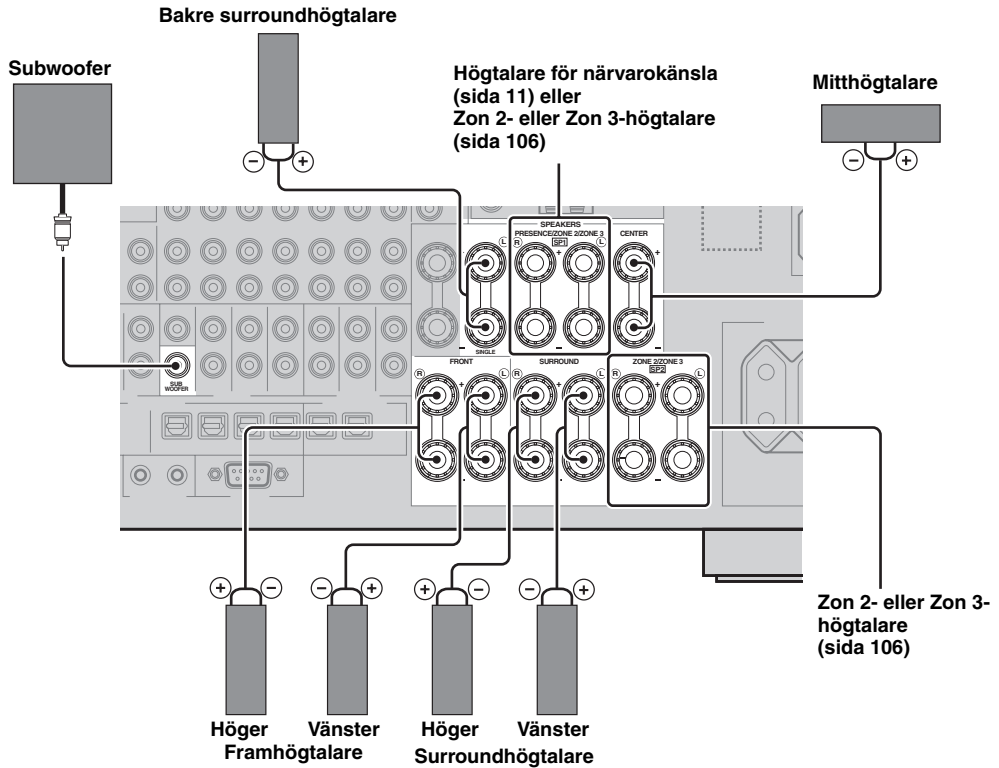 Bakre surroundhögtalare
Subwoofer
Högtalare för närvarokänsla
(sida 11) eller
Zon 2- eller Zon 3-högtalare
(sida 106)
Mitthögtalare
− +
− +
SPEAKERS
PRESENCE/ZONE 2/ZONE 3
CENTER
R SP1 L
L
+ +
− −
SINGLE
SUB
WOOFER
FRONT
SURROUND
ZONE 2/ZONE 3
SP2
R + L
R + L
R + L
−
+ −
− +
+ −
− +
Zon 2- eller Zon 3-
högtalare
(sida 106)
Höger Vänster
Framhögtalare
Höger Vänster
Surroundhögtalare